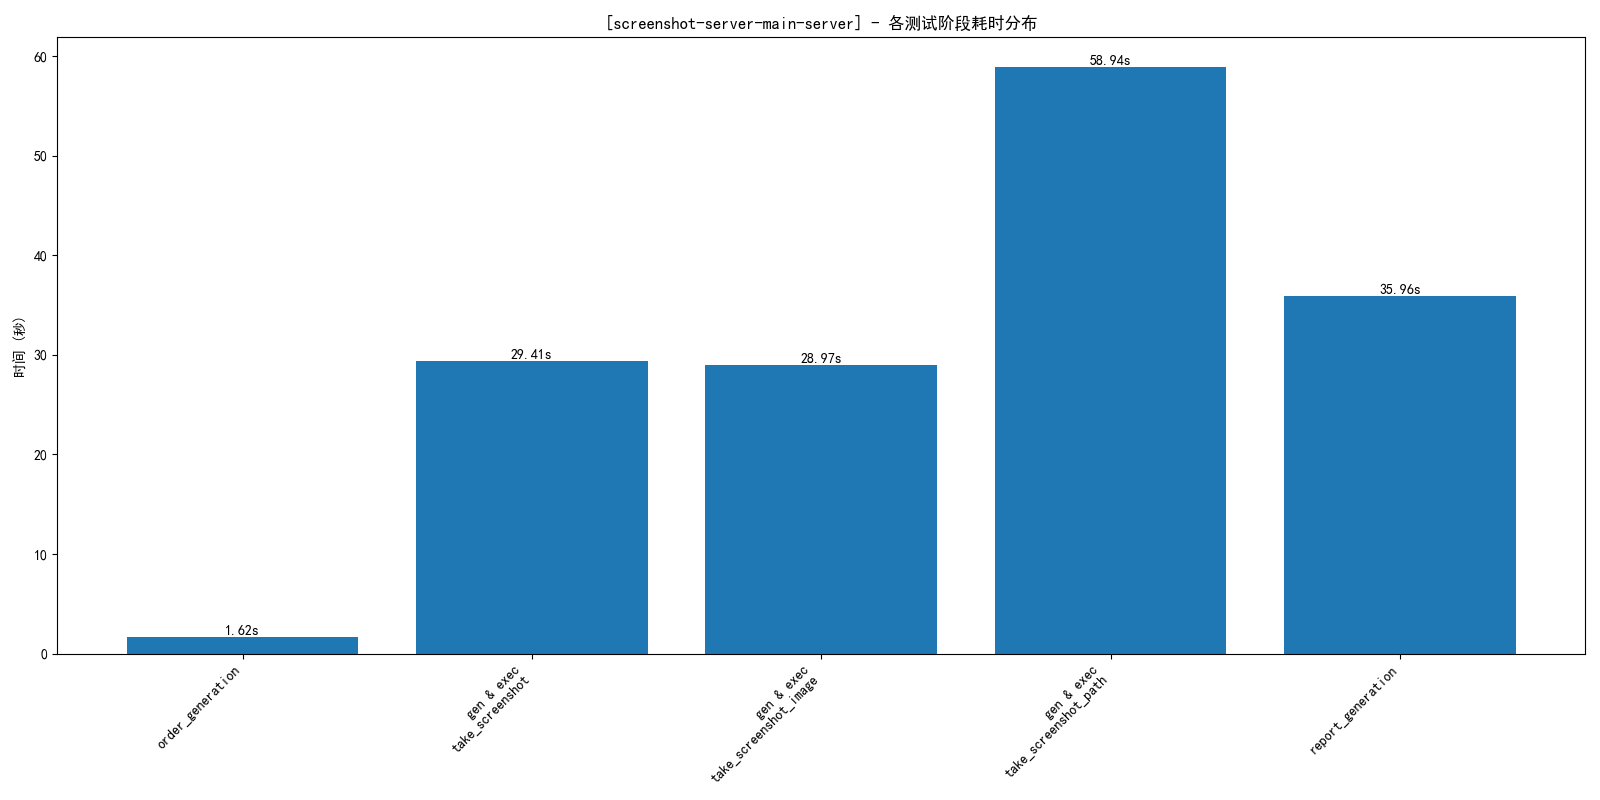 [screenshot-server-main-server] - 各测试阶段耗时分布
时间 (秒)
60
50
40
30
20
10
0
1.62s
29.41s
28.97s
58.94s
35.96s
order_generation
gen & exec
take_screenshot
gen & exec
take_screenshot_image
gen & exec
take_screenshot_path
report_generation